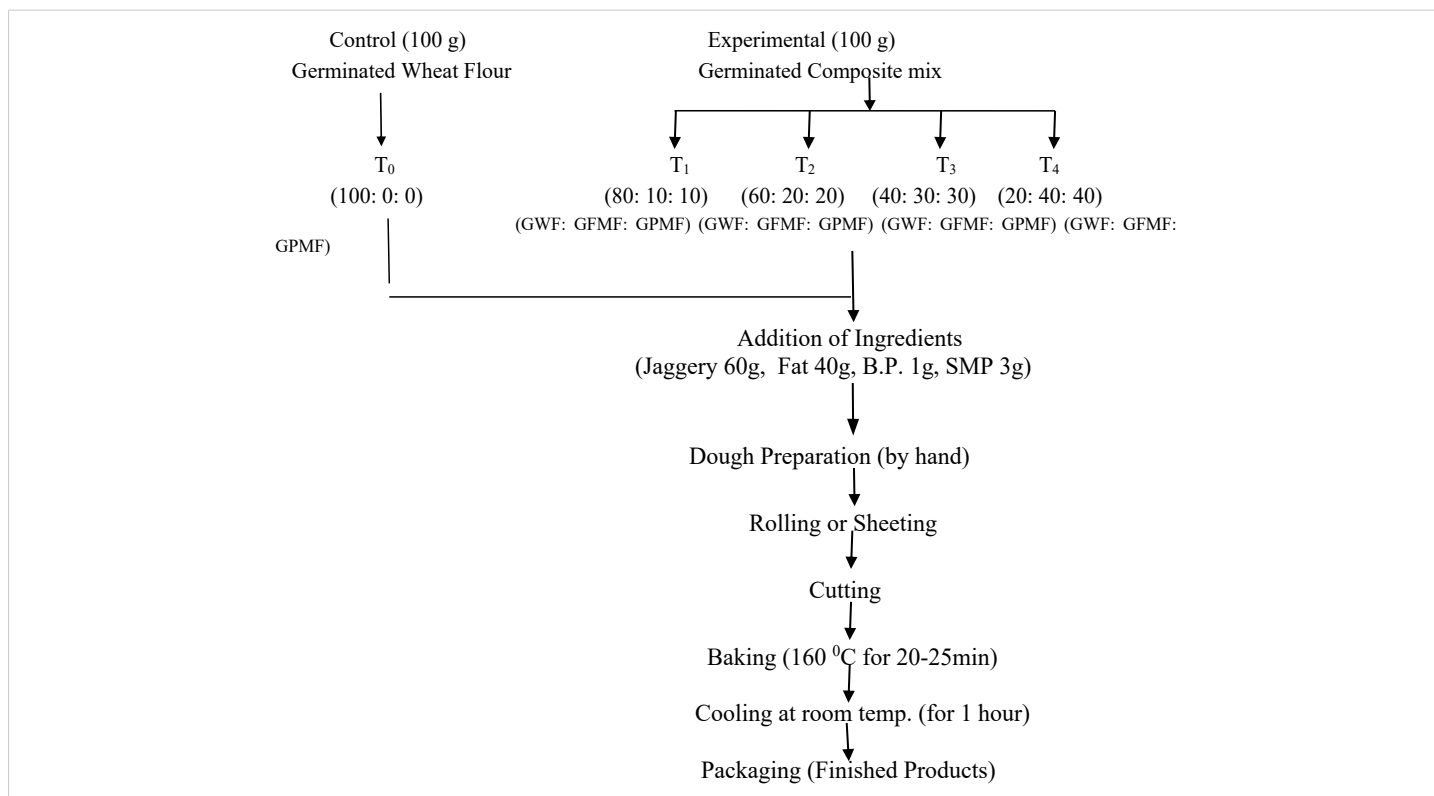 Control (100 g)
Germinated Wheat Flour
Experimental (100 g)
Germinated Composite mix
T₀
T₁
T₂
T₃
T₄
(100: 0: 0)
(80: 10: 10)
(60: 20: 20)
(40: 30: 30)
(20: 40: 40)
(GWF: GFMF: GPMF) (GWF: GFMF: GPMF) (GWF: GFMF: GPMF) (GWF: GFMF:
GPMF)
Addition of Ingredients
(Jaggery 60g, Fat 40g, B.P. 1g, SMP 3g)
Dough Preparation (by hand)
Rolling or Sheeting
Cutting
Baking (160 ⁰C for 20-25min)
Cooling at room temp. (for 1 hour)
Packaging (Finished Products)